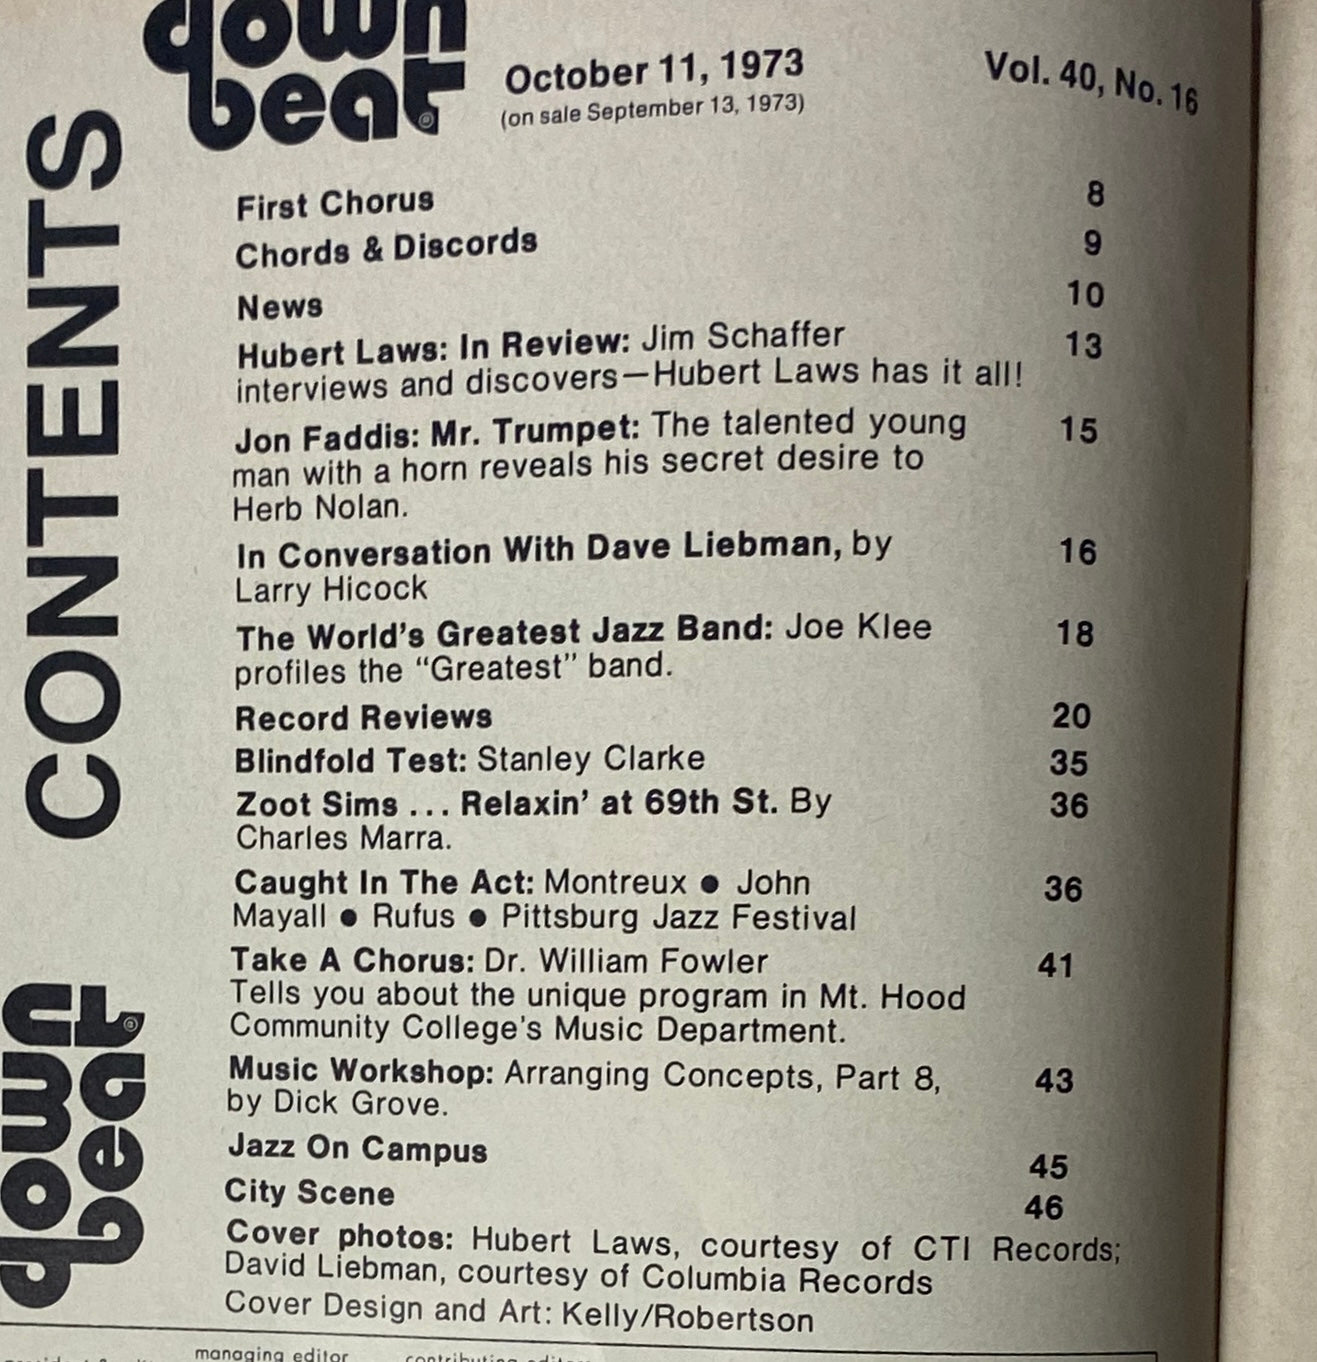 down
beat
October 11, 1973
(on sale September 13, 1973)
Vol. 40, No. 16
CONTENTS
First Chorus 8
Chords & Discords 9
News 10
Hubert Laws: In Review: Jim Schaffer 13
interviews and discovers—Hubert Laws has it all!
Jon Faddis: Mr. Trumpet: The talented young 15
man with a horn reveals his secret desire to
Herb Nolan.
In Conversation With Dave Liebman, by 16
Larry Hicock
The World's Greatest Jazz Band: Joe Klee 18
profiles the "Greatest" band.
Record Reviews 20
Blindfold Test: Stanley Clarke 35
Zoot Sims ... Relaxin' at 69th St. By 36
Charles Marra.
Caught In The Act: Montreux ● John 36
Mayall ● Rufus ● Pittsburg Jazz Festival
Take A Chorus: Dr. William Fowler 41
Tells you about the unique program in Mt. Hood
Community College's Music Department.
Music Workshop: Arranging Concepts, Part 8, 43
by Dick Grove.
Jazz On Campus 45
City Scene 46
Cover photos: Hubert Laws, courtesy of CTI Records;
David Liebman, courtesy of Columbia Records
Cover Design and Art: Kelly/Robertson
down
beat
managing editor
contributing